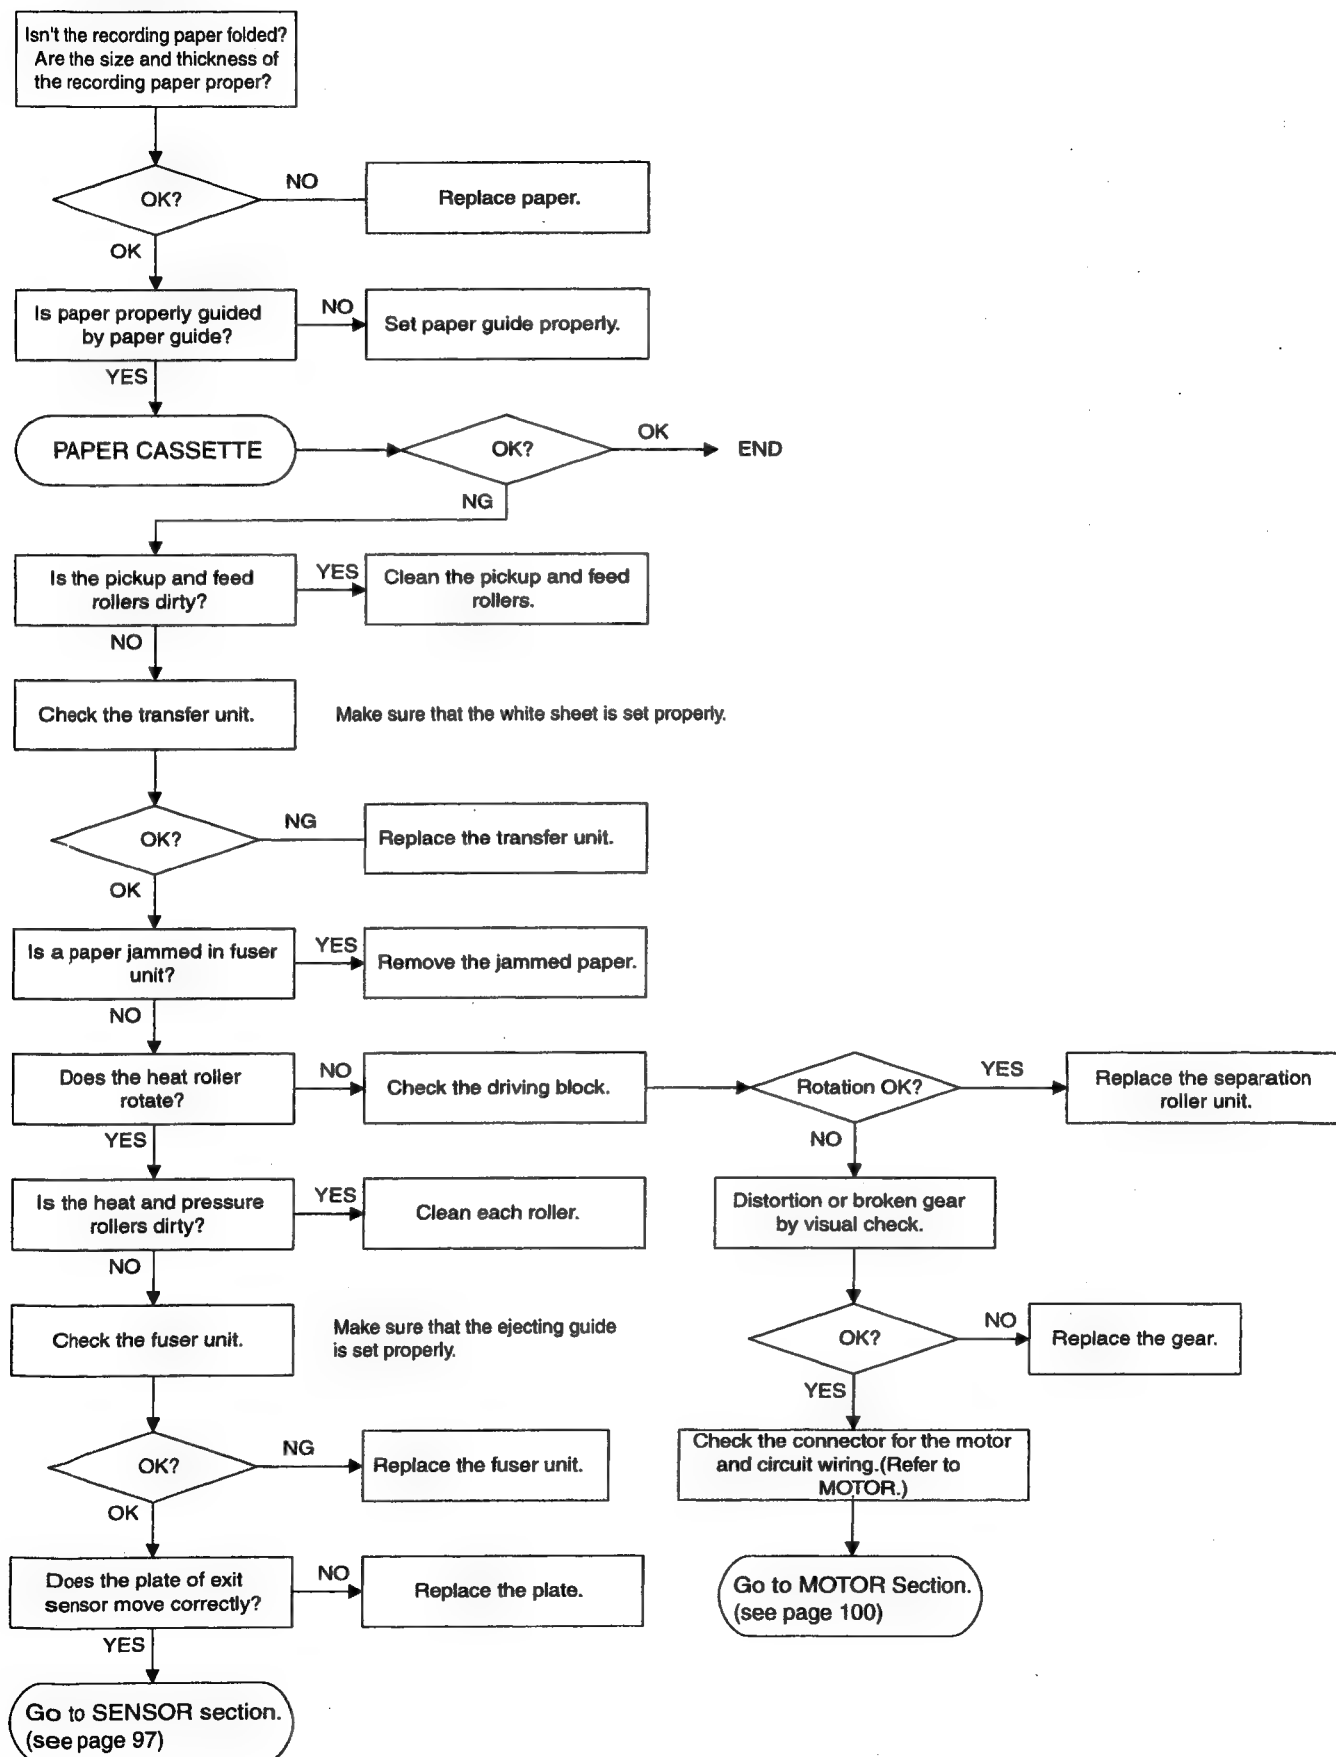 Isn't the recording paper folded?
Are the size and thickness of
the recording paper proper?
OK?
NO
Replace paper.
OK
Is paper properly guided
by paper guide?
NO
Set paper guide properly.
YES
PAPER CASSETTE
OK?
OK
END
NG
Is the pickup and feed
rollers dirty?
YES
Clean the pickup and feed
rollers.
NO
Check the transfer unit.
Make sure that the white sheet is set properly.
OK?
NG
Replace the transfer unit.
OK
Is a paper jammed in fuser
unit?
YES
Remove the jammed paper.
NO
Does the heat roller
rotate?
NO
Check the driving block.
Rotation OK?
YES
Replace the separation
roller unit.
YES
NO
Is the heat and pressure
rollers dirty?
YES
Clean each roller.
Distortion or broken gear
by visual check.
NO
Check the fuser unit.
Make sure that the ejecting guide
is set properly.
OK?
NO
Replace the gear.
YES
OK?
NG
Replace the fuser unit.
Check the connector for the motor
and circuit wiring.(Refer to
MOTOR.)
OK
Does the plate of exit
sensor move correctly?
NO
Replace the plate.
Go to MOTOR Section.
(see page 100)
YES
Go to SENSOR section.
(see page 97)